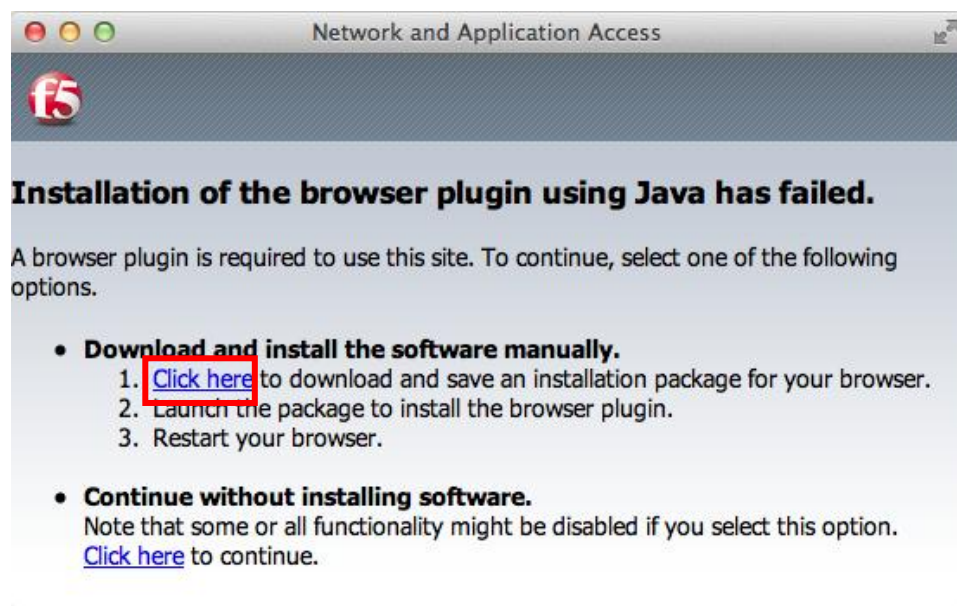 Network and Application Access
f5
Installation of the browser plugin using Java has failed.
A browser plugin is required to use this site. To continue, select one of the following
options.
• Download and install the software manually.
1. Click here to download and save an installation package for your browser.
2. Launch the package to install the browser plugin.
3. Restart your browser.
• Continue without installing software.
Note that some or all functionality might be disabled if you select this option.
Click here to continue.